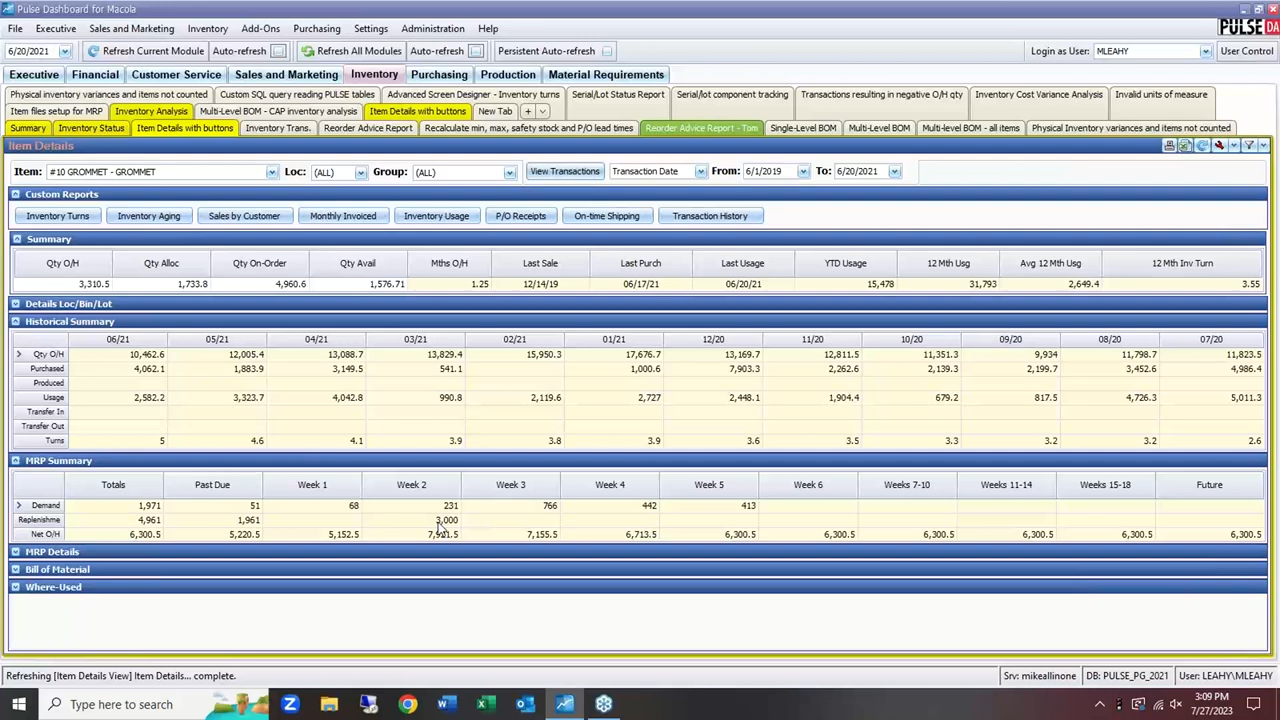 Pulse Dashboard for Macola
File Executive Sales and Marketing Inventory Add-Ons Purchasing Settings Administration Help PULSE DA
6/20/2021 Refresh Current Module Auto-refresh Refresh All Modules Auto-refresh Persistent Auto-refresh Login as User: MLEAHY User Control
Executive Financial Customer Service Sales and Marketing Inventory Purchasing Production Material Requirements
Physical inventory variances and items not counted Custom SQL query reading PULSE tables Advanced Screen Designer - Inventory turns Serial/Lot Status Report Serial/lot component tracking Transactions resulting in negative O/H qty Inventory Cost Variance Analysis Invalid units of measure
Item files setup for MRP Inventory Analysis Multi-Level BOM - CAP inventory analysis Item Details with buttons New Tab +
Summary Inventory Status Item Details with buttons Inventory Trans. Reorder Advice Report Recalculate min, max, safety stock and P/O lead times Reorder Advice Report - Tom Single-Level BOM Multi-Level BOM Multi-level BOM - all items Physical Inventory variances and items not counted
Item Details
Item: #10 GROMMET - GROMMET Loc: (ALL) Group: (ALL) View Transactions Transaction Date From: 6/1/2019 To: 6/20/2021
Custom Reports
Inventory Turns Inventory Aging Sales by Customer Monthly Invoiced Inventory Usage P/O Receipts On-time Shipping Transaction History
Summary
Qty O/H Qty Alloc Qty On-Order Qty Avail Mths O/H Last Sale Last Purch Last Usage YTD Usage 12 Mth Usg Avg 12 Mth Usg 12 Mth Inv Turn
3,310.5 1,733.8 4,960.6 1,576.71 1.25 12/14/19 06/17/21 06/20/21 15,478 31,793 2,649.4 3.55
Details Loc/Bin/Lot
Historical Summary
06/21 05/21 04/21 03/21 02/21 01/21 12/20 11/20 10/20 09/20 08/20 07/20
Qty O/H 10,462.6 12,005.4 13,088.7 13,829.4 15,950.3 17,676.7 13,169.7 12,811.5 11,351.3 9,934 11,798.7 11,823.5
Purchased 4,062.1 1,883.9 3,149.5 541.1 1,000.6 7,903.3 2,262.6 2,139.3 2,199.7 3,452.6 4,986.4
Produced
Usage 2,582.2 3,323.7 4,042.8 990.8 2,119.6 2,727 2,448.1 1,904.4 679.2 817.5 4,726.3 5,011.3
Transfer In
Transfer Out
Turns 5 4.6 4.1 3.9 3.8 3.9 3.6 3.5 3.3 3.2 3.2 2.6
MRP Summary
Totals Past Due Week 1 Week 2 Week 3 Week 4 Week 5 Week 6 Weeks 7-10 Weeks 11-14 Weeks 15-18 Future
Demand 1,971 51 68 231 766 442 413
Replenishme 4,961 1,961 3,000
Net O/H 6,300.5 5,220.5 5,152.5 7,921.5 7,155.5 6,713.5 6,300.5 6,300.5 6,300.5 6,300.5 6,300.5 6,300.5
MRP Details
Bill of Material
Where-Used
Refreshing [Item Details View] Item Details... complete. Srv: mikeallinone DB: PULSE_PG_2021 User: LEAHY\MLEAHY
Type here to search
3:09 PM
7/27/2023